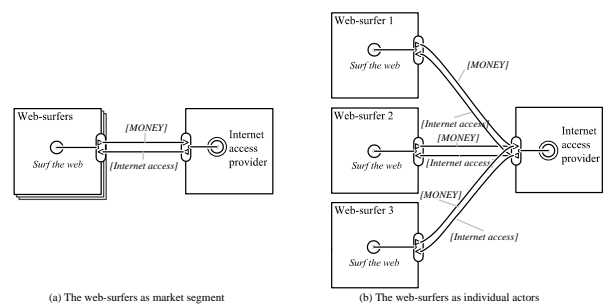 Web-surfers
Surf the web
[MONEY]
[Internet access]
Internet
access
provider
(a) The web-surfers as market segment
Web-surfer 1
Surf the web
[MONEY]
[Internet access]
Web-surfer 2
Surf the web
[MONEY]
[Internet access]
Web-surfer 3
Surf the web
[MONEY]
[Internet access]
Internet
access
provider
(b) The web-surfers as individual actors